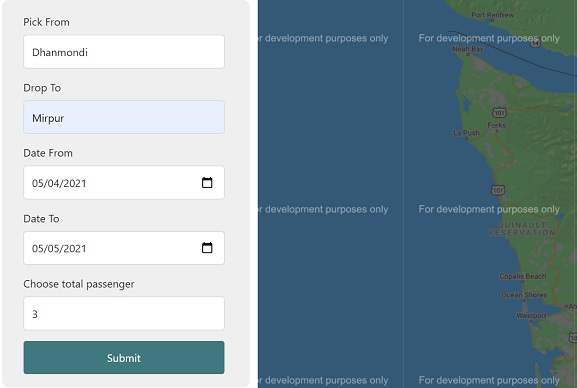 Pick From
Dhanmondi
Drop To
Mirpur
Date From
05/04/2021
Date To
05/05/2021
Choose total passenger
3
Submit
Port Renfrew
or development purposes only
For development purposes only
Neah Bay
101
Forks
La Push
101
or development purposes only
For development purposes only
QUINAULT
RESERVATION
Copalis Beach
Ocean Shores
Westport
or development purposes only
For development purposes only